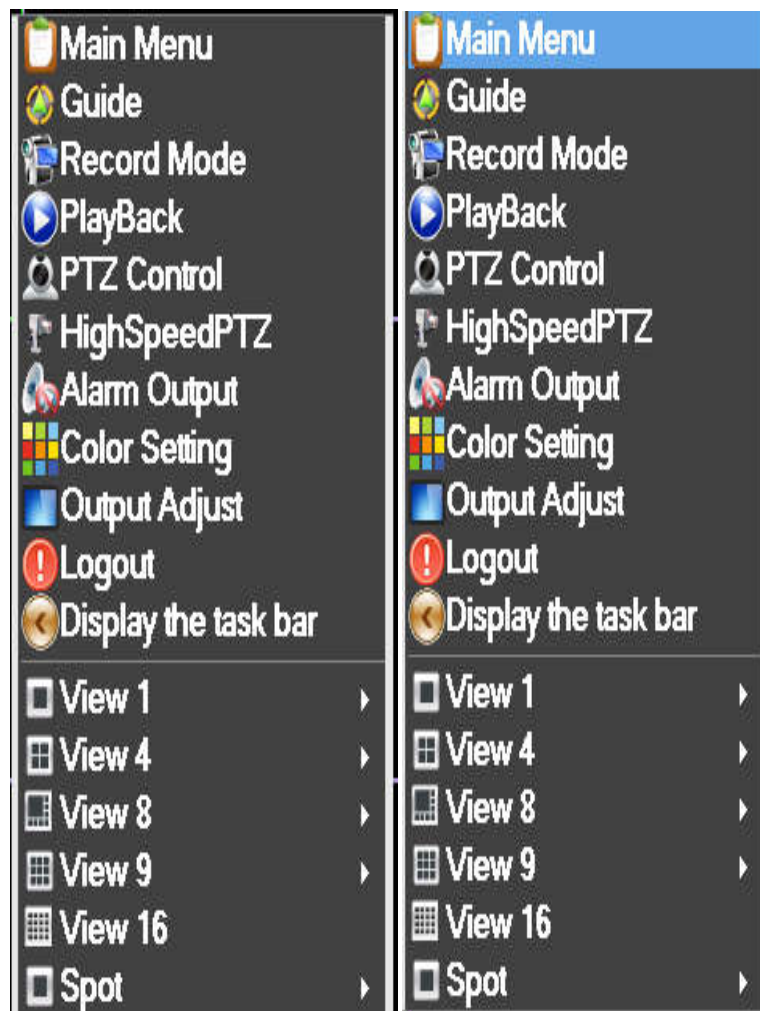 Main Menu
Guide
Record Mode
PlayBack
PTZ Control
HighSpeedPTZ
Alarm Output
Color Setting
Output Adjust
Logout
Display the task bar
View 1
View 4
View 8
View 9
View 16
Spot
Main Menu
Guide
Record Mode
PlayBack
PTZ Control
HighSpeedPTZ
Alarm Output
Color Setting
Output Adjust
Logout
Display the task bar
View 1
View 4
View 8
View 9
View 16
Spot